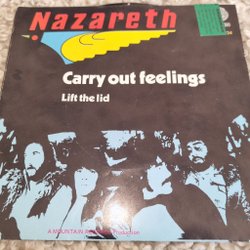 Nazareth
Carry out feelings
Lift the lid
A MOUNTAIN Production